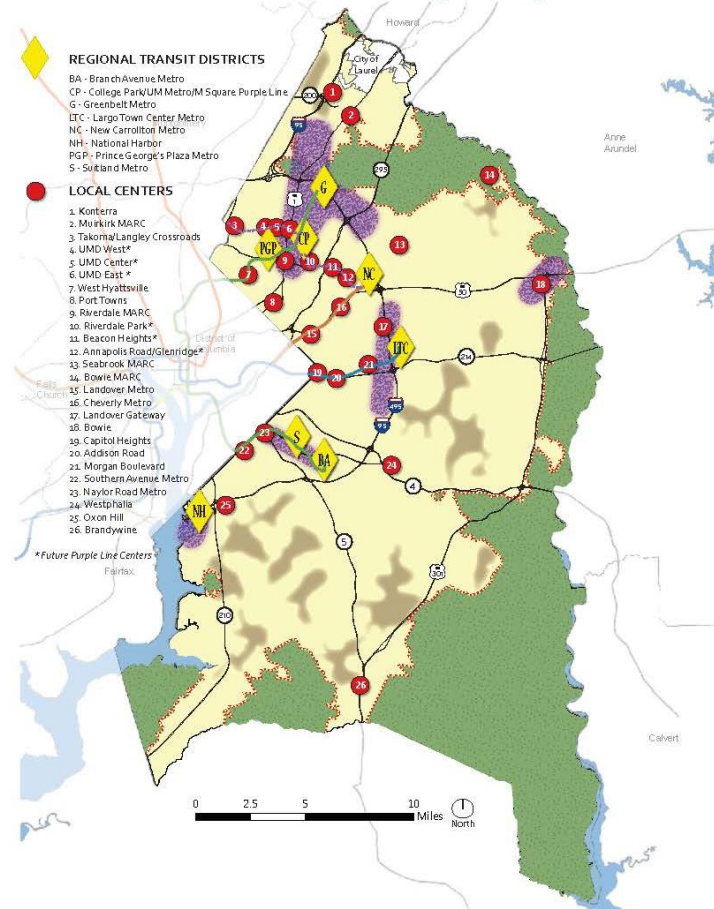 Howard
REGIONAL TRANSIT DISTRICTS
City of
Laurel
BA - Branch Avenue Metro
CP - College Park/UM Metro/M Square Purple Line
G - Greenbelt Metro
LTC - Largo Town Center Metro
NC - New Carrollton Metro
NH - National Harbor
PGP - Prince George's Plaza Metro
S - Suitland Metro
200
1
2
95
Anne
Arundel
295
14
LOCAL CENTERS
G
1
1. Konterra
2. Muirkirk MARC
3. Takoma/Langley Crossroads
4. UMD West*
5. UMD Center*
6. UMD East *
7. West Hyattsville
8. Port Towns
9. Riverdale MARC
10. Riverdale Park*
11. Beacon Heights*
12. Annapolis Road/Glenridge*
13. Seabrook MARC
14. Bowie MARC
15. Landover Metro
16. Cheverly Metro
17. Landover Gateway
18. Bowie
19. Capitol Heights
20. Addison Road
21. Morgan Boulevard
22. Southern Avenue Metro
23. Naylor Road Metro
24. Westphalia
25. Oxon Hill
26. Brandywine
*Future Purple Line Centers
3
4
5
6
CP
PGP
13
9
10
11
7
12
NC
18
50
8
16
17
15
District of
Columbia
LTC
214
Falls
Church
21
19
20
495
95
23
S
22
BA
24
4
NH
25
5
Fairfax
301
210
26
Calvert
0
2.5
5
10
Miles
North